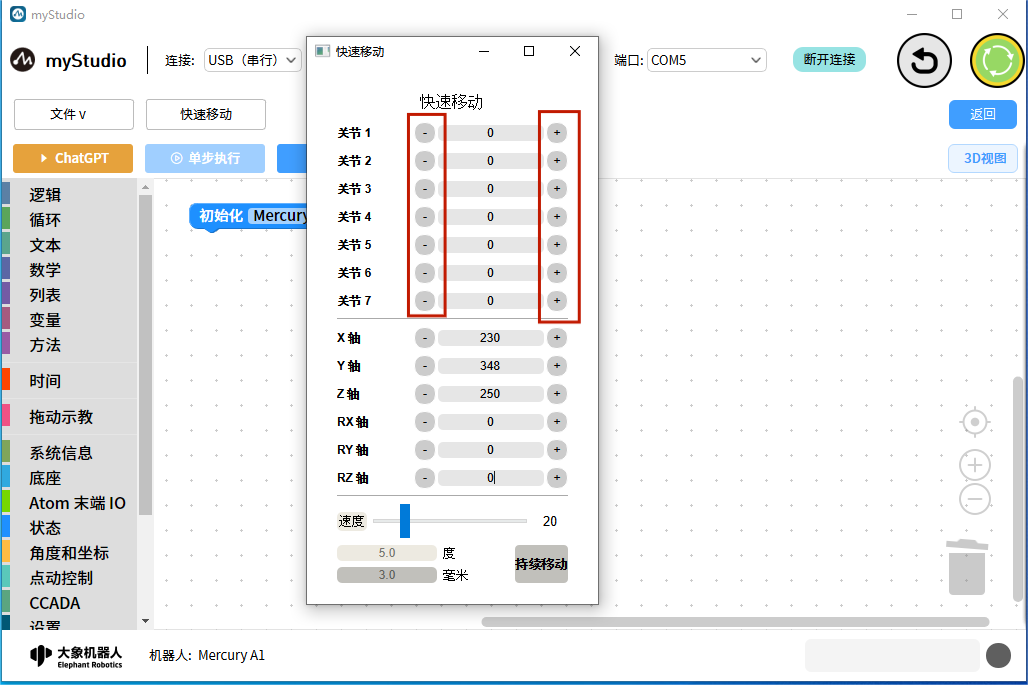 myStudio
快速移动
myStudio
连接:
USB（串行）
端口:
COM5
断开连接
文件 v
快速移动
返回
ChatGPT
单步执行
3D视图
逻辑
循环
文本
数学
列表
变量
方法
时间
拖动示教
系统信息
底座
Atom 末端 IO
状态
角度和坐标
点动控制
CCADA
设置
初始化 Mercury
快速移动
关节 1 - 0 +
关节 2 - 0 +
关节 3 - 0 +
关节 4 - 0 +
关节 5 - 0 +
关节 6 - 0 +
关节 7 - 0 +
X 轴 - 230 +
Y 轴 - 348 +
Z 轴 - 250 +
RX 轴 - 0 +
RY 轴 - 0 +
RZ 轴 - 0 +
速度 20
5.0 度
3.0 毫米
持续移动
大象机器人
Elephant Robotics
机器人: Mercury A1